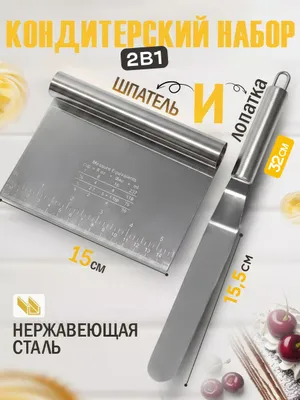 КОНДИТЕРСКИЙ НАБОР
2В1
ШПАТЕЛЬ
И
ЛОПАТКА
32СМ
15СМ
15,5СМ
НЕРЖАВЕЮЩАЯ
СТАЛЬ